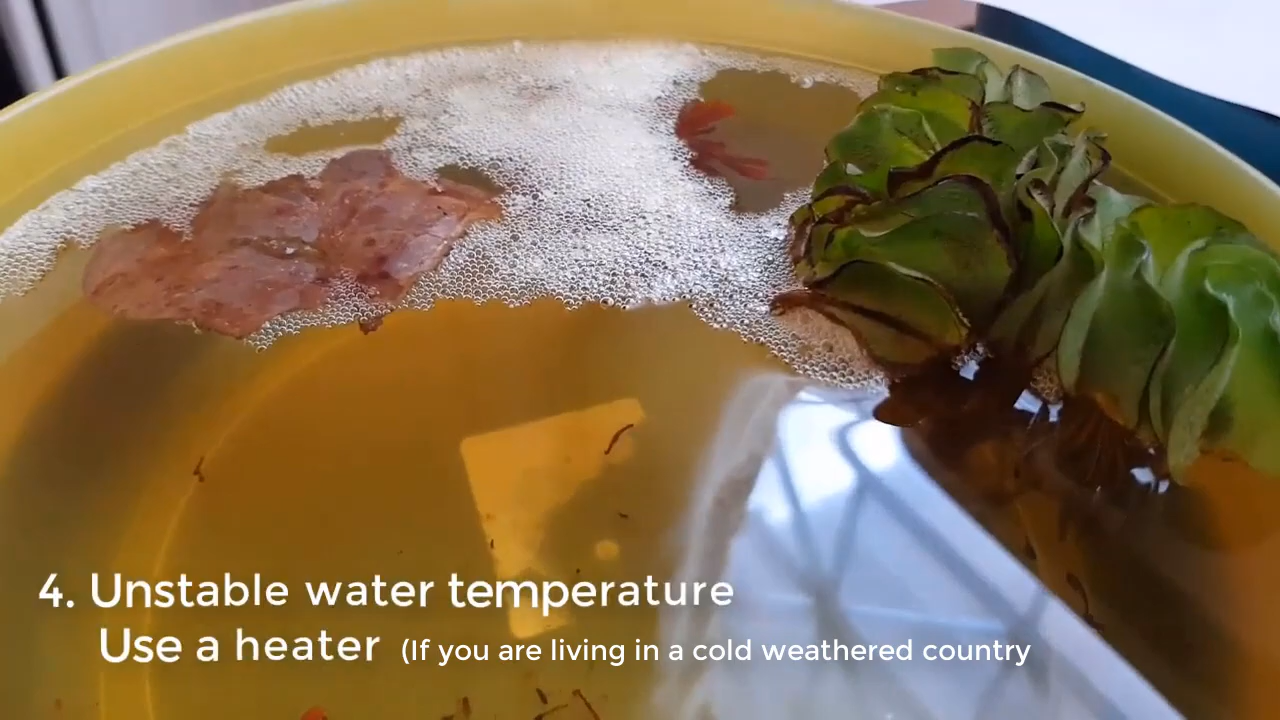 4. Unstable water temperature
Use a heater (If you are living in a cold weathered country